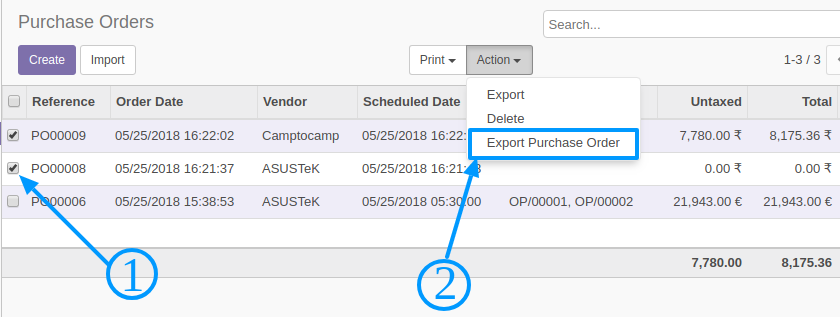 Purchase Orders
Search...
Create Import Print Action 1-3 / 3
Reference Order Date Vendor Scheduled Date Untaxed Total
Export
Delete
Export Purchase Order
PO00009 05/25/2018 16:22:02 Camptocamp 05/25/2018 16:22: 7,780.00 ₹ 8,175.36 ₹
PO00008 05/25/2018 16:21:37 ASUSTeK 05/25/2018 0.00 ₹ 0.00 ₹
PO00006 05/25/2018 15:38:53 ASUSTeK 05/25/2018 05:30:00 OP/00001, OP/00002 21,943.00 € 21,943.00 €
7,780.00 8,175.36
1
2